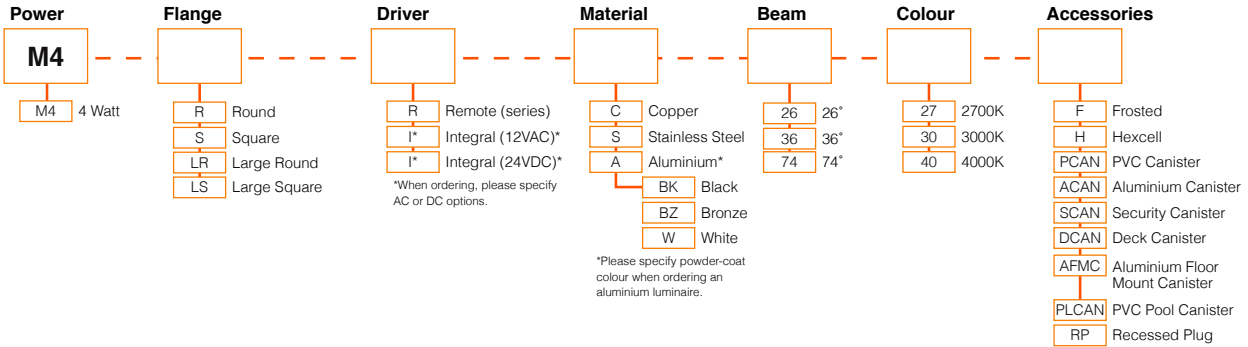 Power
Flange
Driver
Material
Beam
Colour
Accessories
M4
M4 4 Watt
R Round
S Square
LR Large Round
LS Large Square
R Remote (series)
I* Integral (12VAC)*
I* Integral (24VDC)*
*When ordering, please specify
AC or DC options.
C Copper
S Stainless Steel
A Aluminium*
BK Black
BZ Bronze
W White
*Please specify powder-coat
colour when ordering an
aluminium luminaire.
26 26˚
36 36˚
74 74˚
27 2700K
30 3000K
40 4000K
F Frosted
H Hexcell
PCAN PVC Canister
ACAN Aluminium Canister
SCAN Security Canister
DCAN Deck Canister
AFMC Aluminium Floor
Mount Canister
PLCAN PVC Pool Canister
RP Recessed Plug